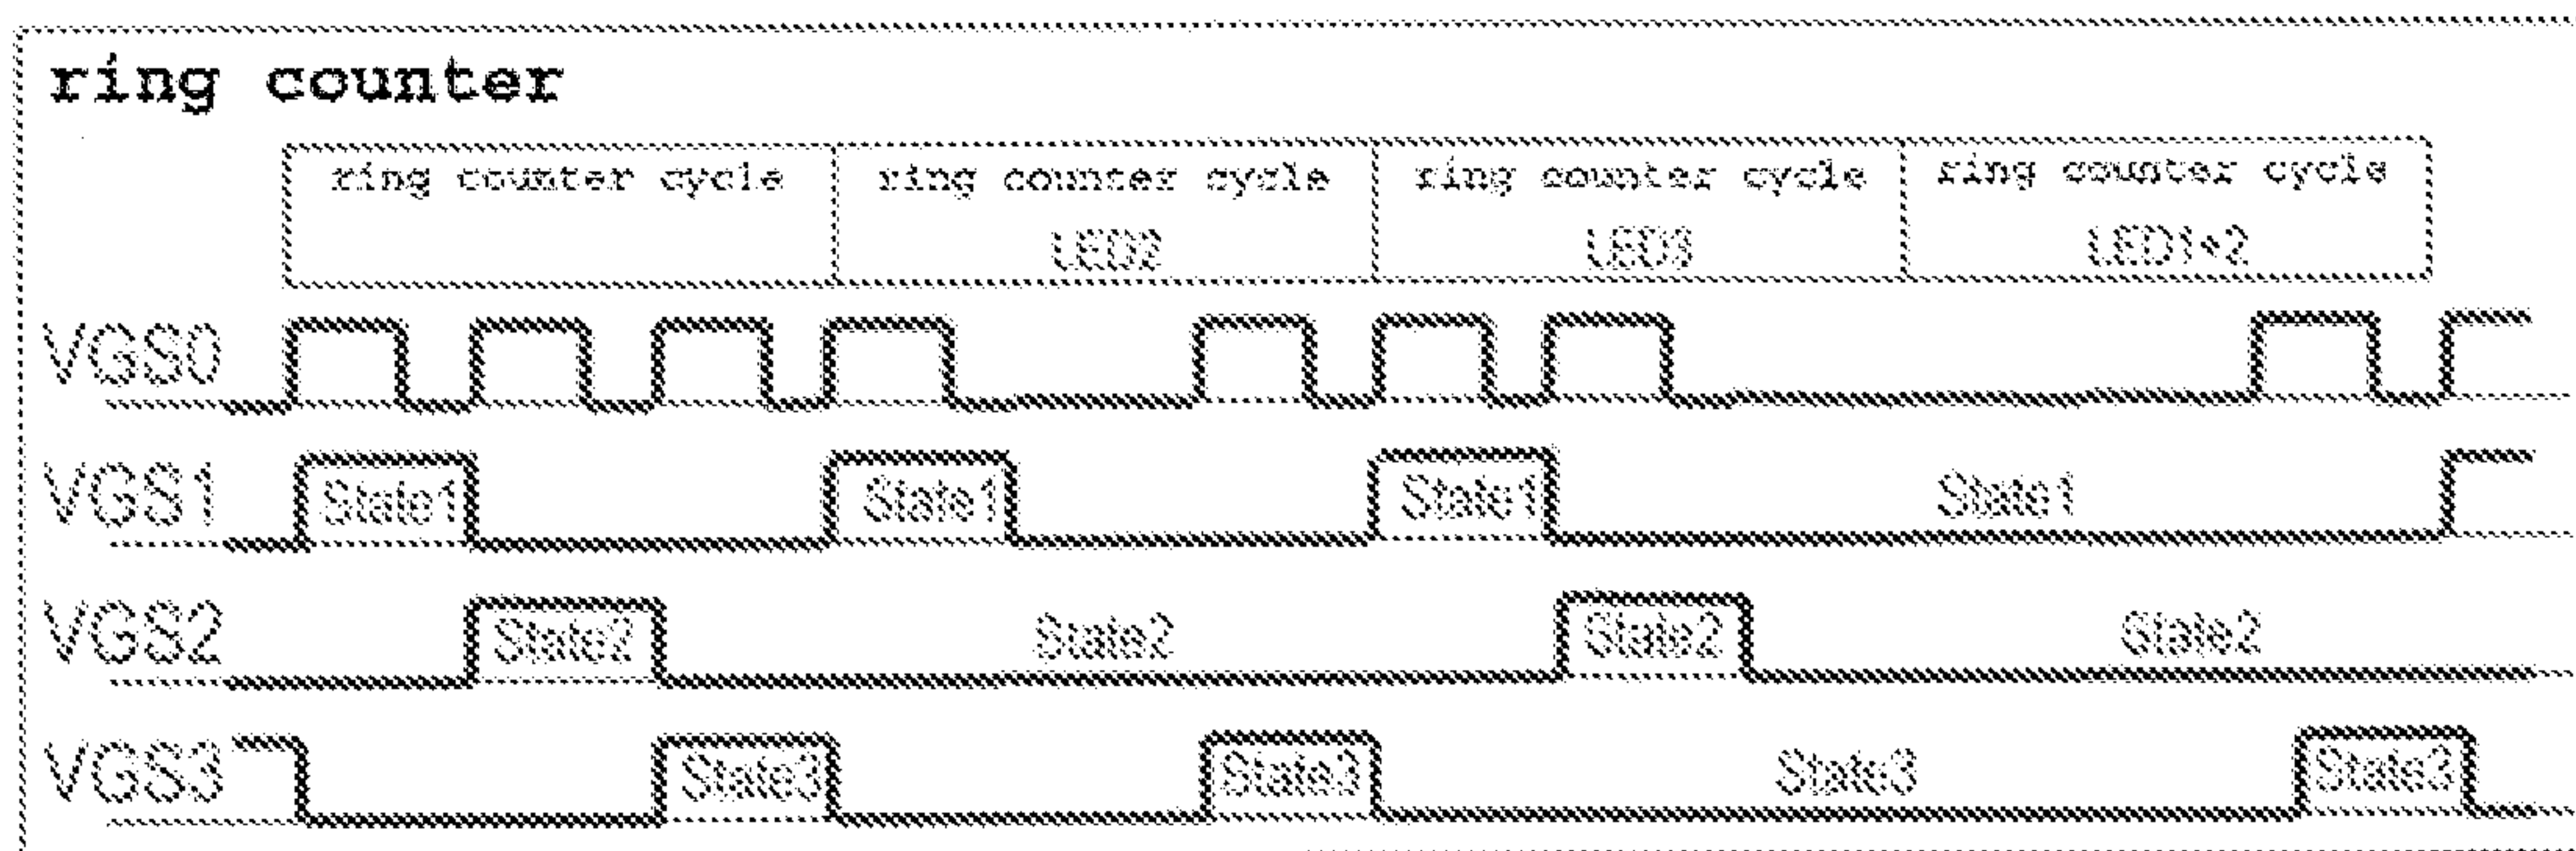 ring counter
ring counter cycle ring counter cycle ring counter cycle ring counter cycle
LED2 LED3 LED1+2
VGS0
VGS1 State1 State1 State1 State1
VGS2 State2 State2 State2 State2
VGS3 State3 State3 State3 State3